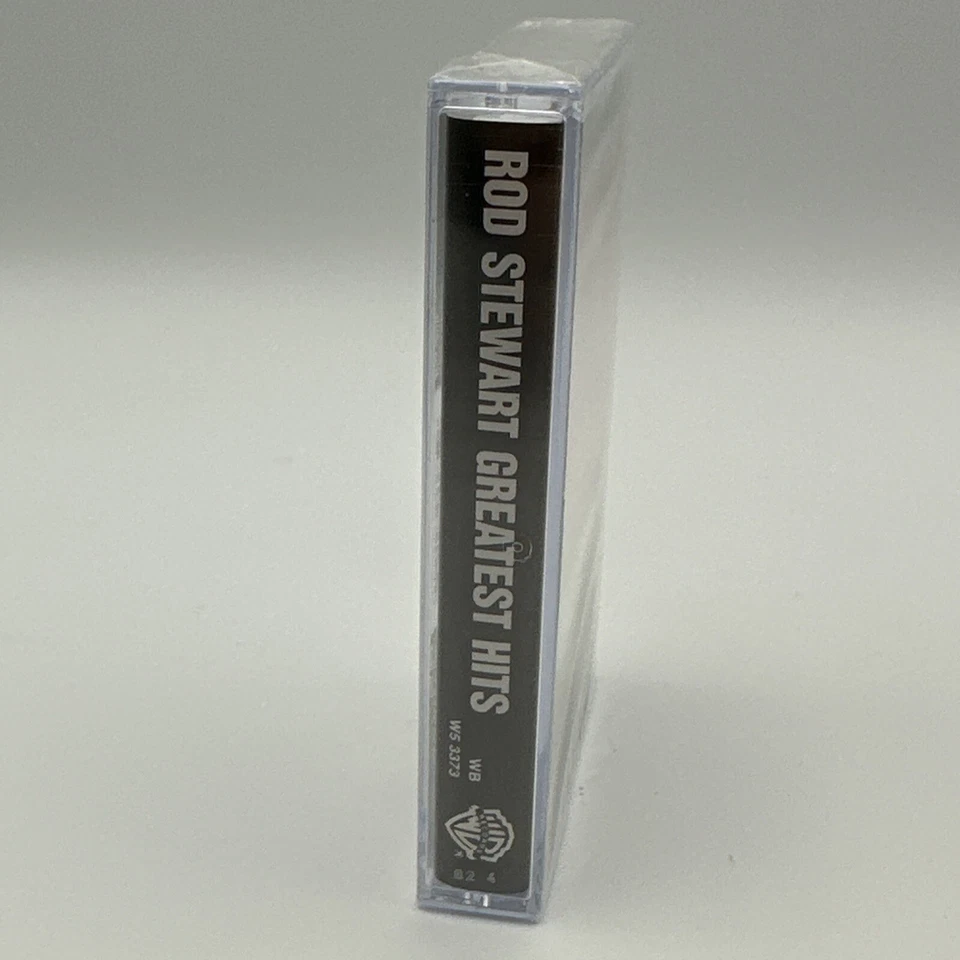 ROD STEWART GREATEST HITS
WB
W5 3373
82 4